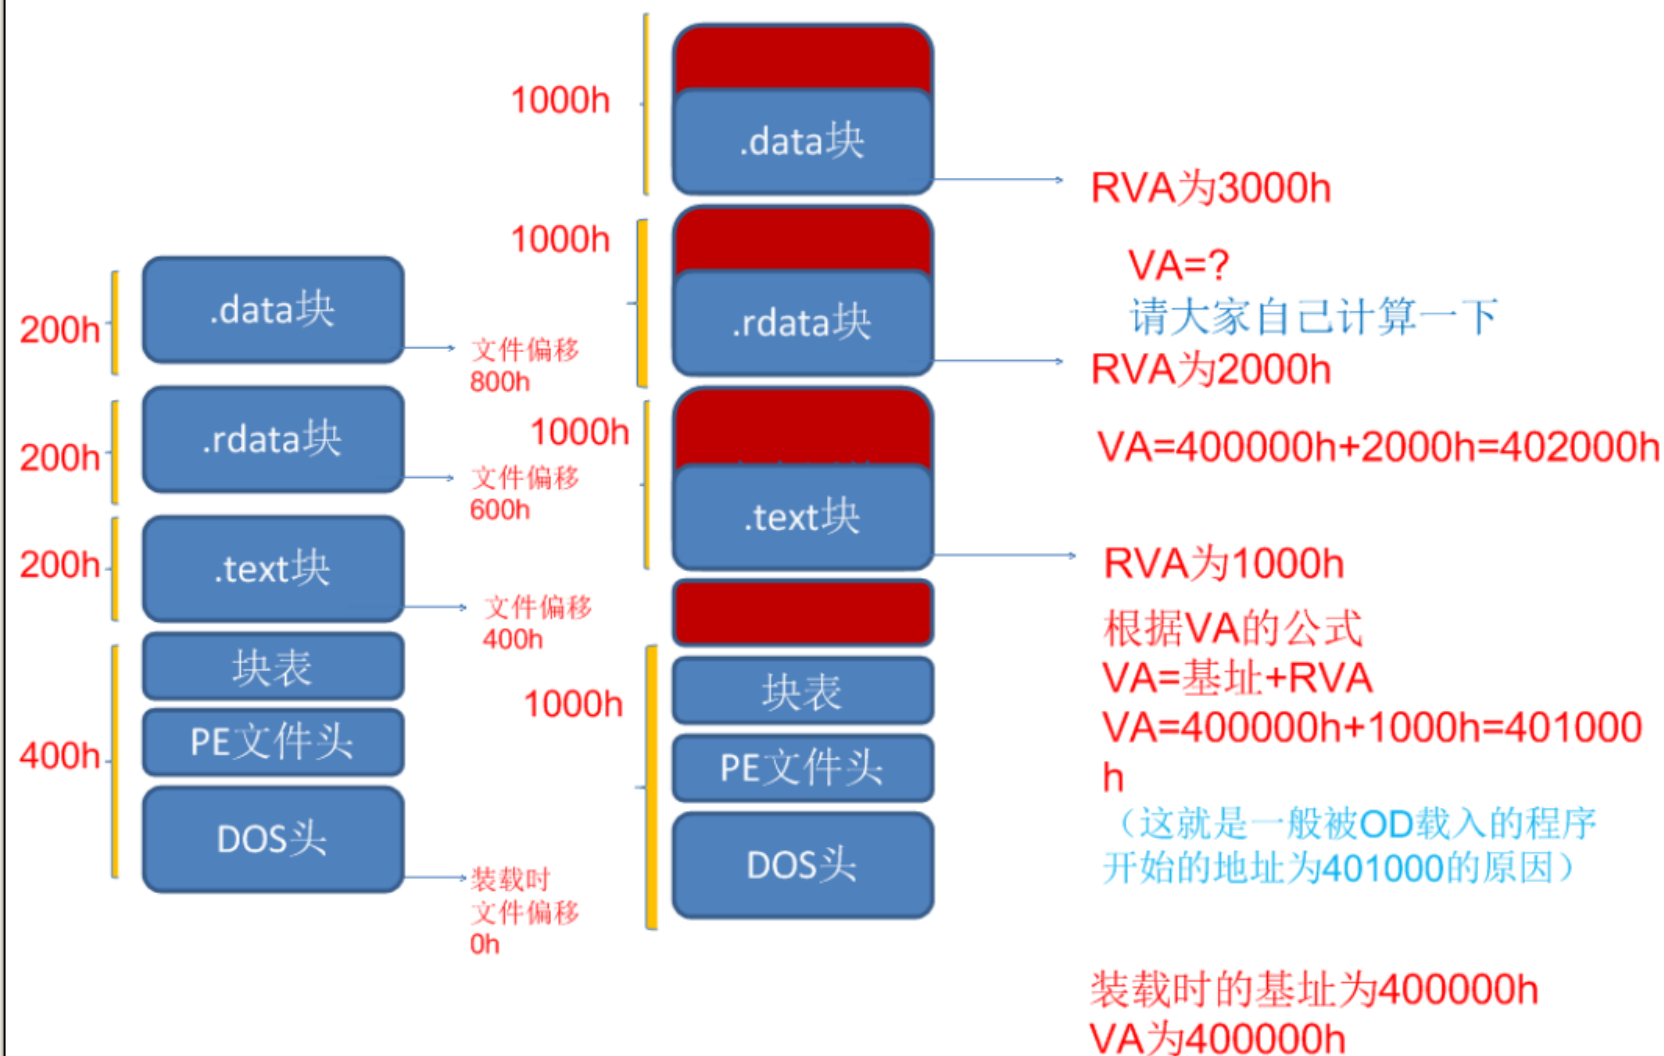 1000h
.data块
RVA为3000h
1000h
VA=?
请大家自己计算一下
.data块
200h
.rdata块
文件偏移
800h
RVA为2000h
1000h
.rdata块
200h
VA=400000h+2000h=402000h
文件偏移
600h
.text块
.text块
200h
RVA为1000h
文件偏移
400h
根据VA的公式
VA=基址+RVA
VA=400000h+1000h=401000
h
块表
块表
1000h
PE文件头
400h
PE文件头
(这就是一般被OD载入的程序
开始的地址为401000的原因)
DOS头
DOS头
装载时
文件偏移
0h
装载时的基址为400000h
VA为400000h